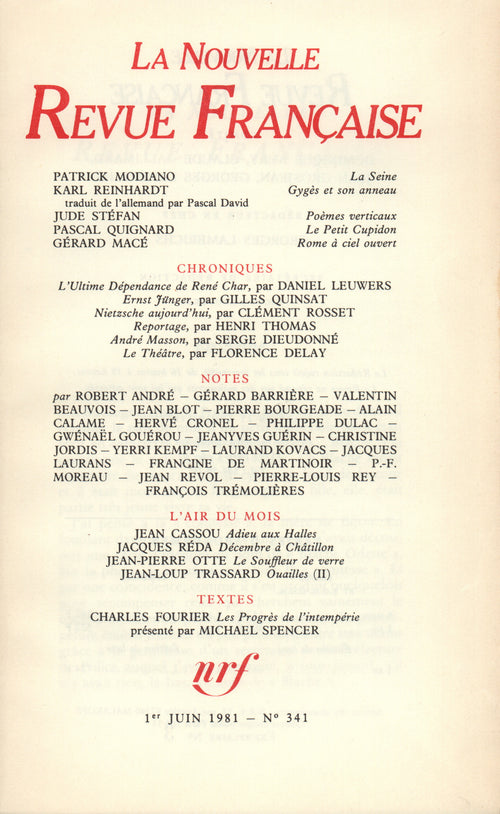 LA NOUVELLE
REVUE FRANÇAISE
PATRICK MODIANO La Seine
KARL REINHARDT Gygès et son anneau
traduit de l'allemand par Pascal David
JUDE STÉFAN Poèmes verticaux
PASCAL QUIGNARD Le Petit Cupidon
GÉRARD MACÉ Rome à ciel ouvert
CHRONIQUES
L'Ultime Dépendance de René Char, par DANIEL LEUWERS
Ernst Jünger, par GILLES QUINSAT
Nietzsche aujourd'hui, par CLÉMENT ROSSET
Reportage, par HENRI THOMAS
André Masson, par SERGE DIEUDONNÉ
Le Théâtre, par FLORENCE DELAY
NOTES
par ROBERT ANDRÉ – GÉRARD BARRIÈRE – VALENTIN
BEAUVOIS – JEAN BLOT – PIERRE BOURGEADE – ALAIN
CALAME – HERVÉ CRONEL – PHILIPPE DULAC –
GWÉNAËL GOUÉROU – JEANYVES GUÉRIN – CHRISTINE
JORDIS – YERRI KEMPF – LAURAND KOVACS – JACQUES
LAURANS – FRANGINE DE MARTINOIR – P.-F.
MOREAU – JEAN REVOL – PIERRE-LOUIS REY –
FRANÇOIS TRÉMOLIÈRES
L'AIR DU MOIS
JEAN CASSOU Adieu aux Halles
JACQUES RÉDA Décembre à Châtillon
JEAN-PIERRE OTTE Le Souffleur de verre
JEAN-LOUP TRASSARD Ouailles (II)
TEXTES
CHARLES FOURIER Les Progrès de l'intempérie
présenté par MICHAEL SPENCER
nrf
1er JUIN 1981 – No 341